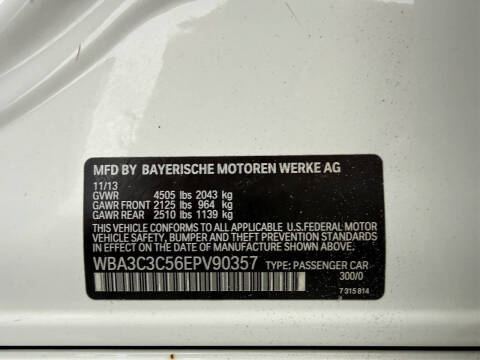 MFD BY BAYERISCHE MOTOREN WERKE AG
11/13
GVWR 4505 lbs 2043 kg
GAWR FRONT 2125 lbs 964 kg
GAWR REAR 2510 lbs 1139 kg
THIS VEHICLE CONFORMS TO ALL APPLICABLE U.S.FEDERAL MOTOR
VEHICLE SAFETY, BUMPER AND THEFT PREVENTION STANDARDS
IN EFFECT ON THE DATE OF MANUFACTURE SHOWN ABOVE.
WBA3C3C56EPV90357 TYPE: PASSENGER CAR
300/0
7 315 814